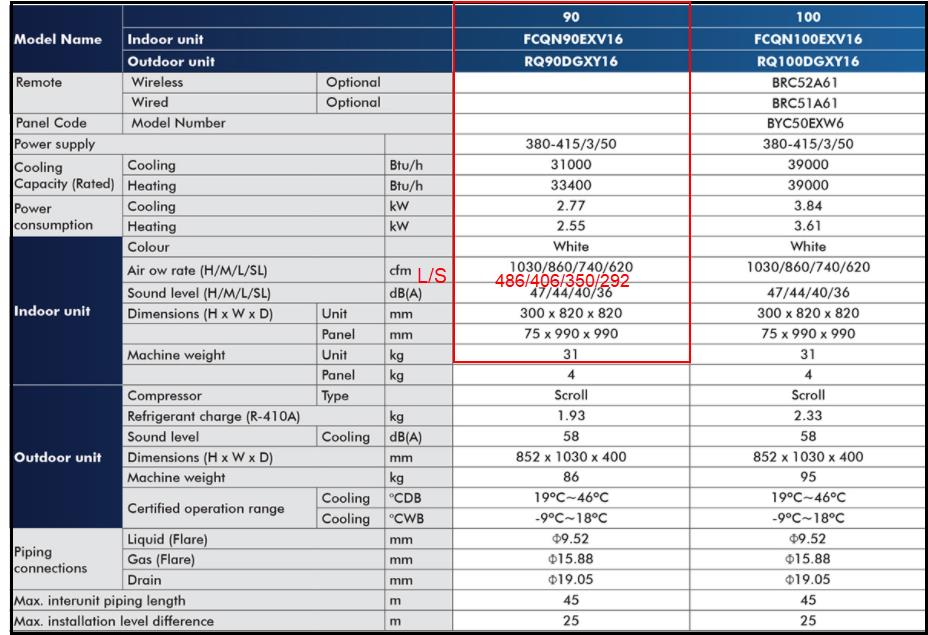 90 100
Model Name Indoor unit FCQN90EXV16 FCQN100EXV16
Outdoor unit RQ90DGXY16 RQ100DGXY16
Remote Wireless Optional BRC52A61
Wired Optional BRC51A61
Panel Code Model Number BYC50EXW6
Power supply 380-415/3/50 380-415/3/50
Cooling Capacity (Rated) Cooling Btu/h 31000 39000
Heating Btu/h 33400 39000
Power consumption Cooling kW 2.77 3.84
Heating kW 2.55 3.61
Indoor unit Colour White White
Air ow rate (H/M/L/SL) cfm 1030/860/740/620 1030/860/740/620
L/S 486/406/350/292
Sound level (H/M/L/SL) dB(A) 47/44/40/36 47/44/40/36
Dimensions (H x W x D) Unit mm 300 x 820 x 820 300 x 820 x 820
Panel mm 75 x 990 x 990 75 x 990 x 990
Machine weight Unit kg 31 31
Panel kg 4 4
Outdoor unit Compressor Type Scroll Scroll
Refrigerant charge (R-410A) kg 1.93 2.33
Sound level Cooling dB(A) 58 58
Dimensions (H x W x D) mm 852 x 1030 x 400 852 x 1030 x 400
Machine weight kg 86 95
Certified operation range Cooling °CDB 19°C~46°C 19°C~46°C
Cooling °CWB -9°C~18°C -9°C~18°C
Piping connections Liquid (Flare) mm Φ9.52 Φ9.52
Gas (Flare) mm Φ15.88 Φ15.88
Drain mm Φ19.05 Φ19.05
Max. interunit piping length m 45 45
Max. installation level difference m 25 25